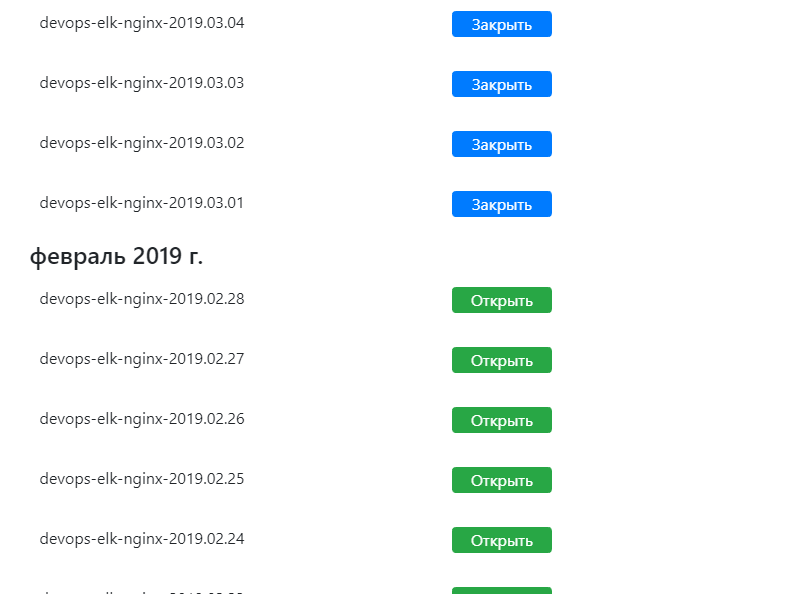 devops-elk-nginx-2019.03.04 Закрыть
devops-elk-nginx-2019.03.03 Закрыть
devops-elk-nginx-2019.03.02 Закрыть
devops-elk-nginx-2019.03.01 Закрыть
февраль 2019 г.
devops-elk-nginx-2019.02.28 Открыть
devops-elk-nginx-2019.02.27 Открыть
devops-elk-nginx-2019.02.26 Открыть
devops-elk-nginx-2019.02.25 Открыть
devops-elk-nginx-2019.02.24 Открыть